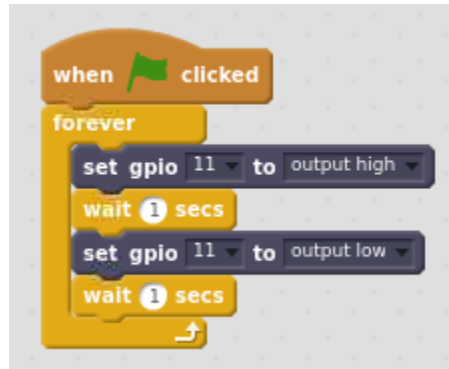 when clicked
forever
set gpio 11 to output high
wait 1 secs
set gpio 11 to output low
wait 1 secs